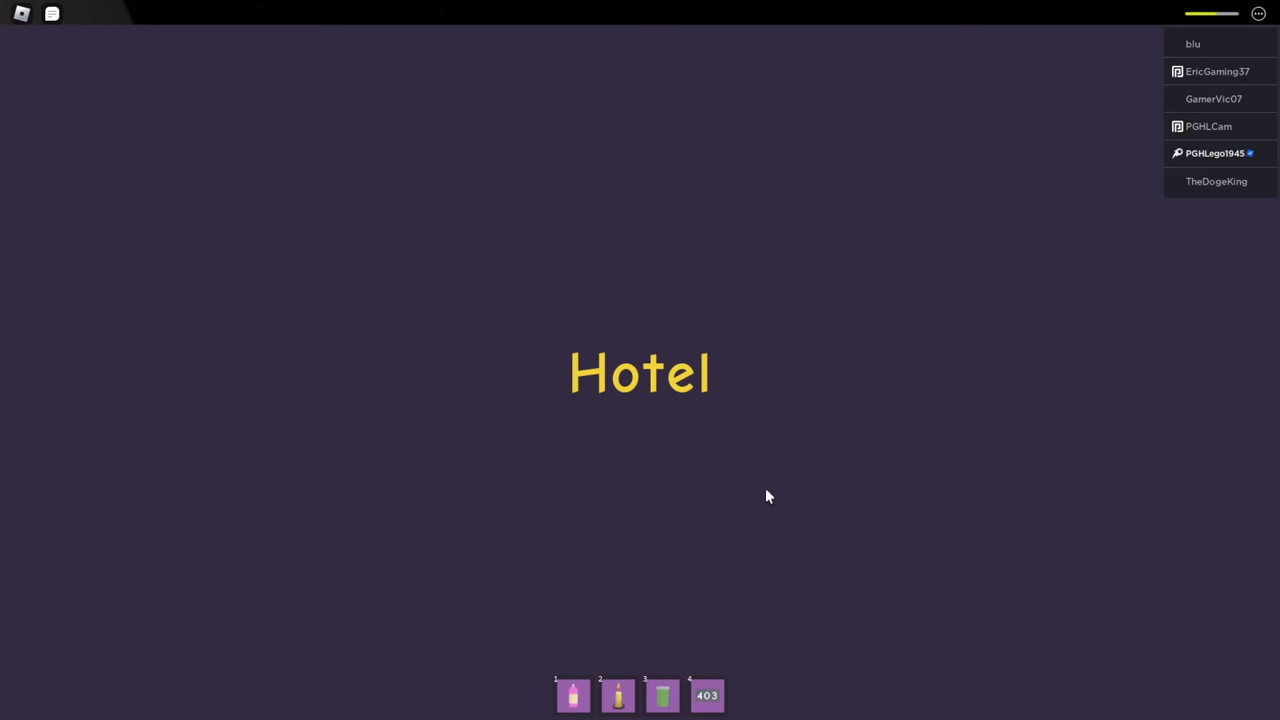 blu
EricGaming37
GamerVic07
PGHLCam
PGHLego1945
TheDogeKing
Hotel
1 2 3 4
403